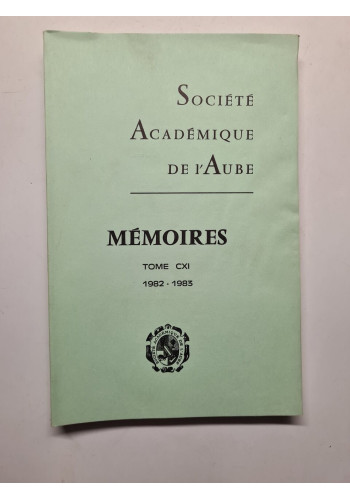 SOCIÉTÉ
ACADÉMIQUE
DE l'AUBE
MÉMOIRES
TOME CXI
1982 - 1983